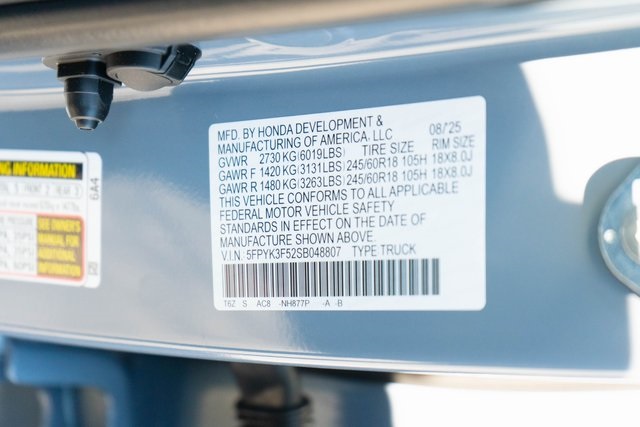 MFD. BY HONDA DEVELOPMENT & 08/25
MANUFACTURING OF AMERICA, LLC
GVWR 2730 KG (6019LBS) TIRE SIZE RIM SIZE
GAWR F 1420 KG (3131LBS) 245/60R18 105H 18X8.0J
GAWR R 1480 KG (3263LBS) 245/60R18 105H 18X8.0J
THIS VEHICLE CONFORMS TO ALL APPLICABLE
FEDERAL MOTOR VEHICLE SAFETY
STANDARDS IN EFFECT ON THE DATE OF
MANUFACTURE SHOWN ABOVE.
V.I.N: 5FPYK3F52SB048807 TYPE:TRUCK
T6Z S AC8 -NH877P -A -B
ING INFORMATION
6A4
SEE OWNER'S
MANUAL FOR
ADDITIONAL
INFORMATION